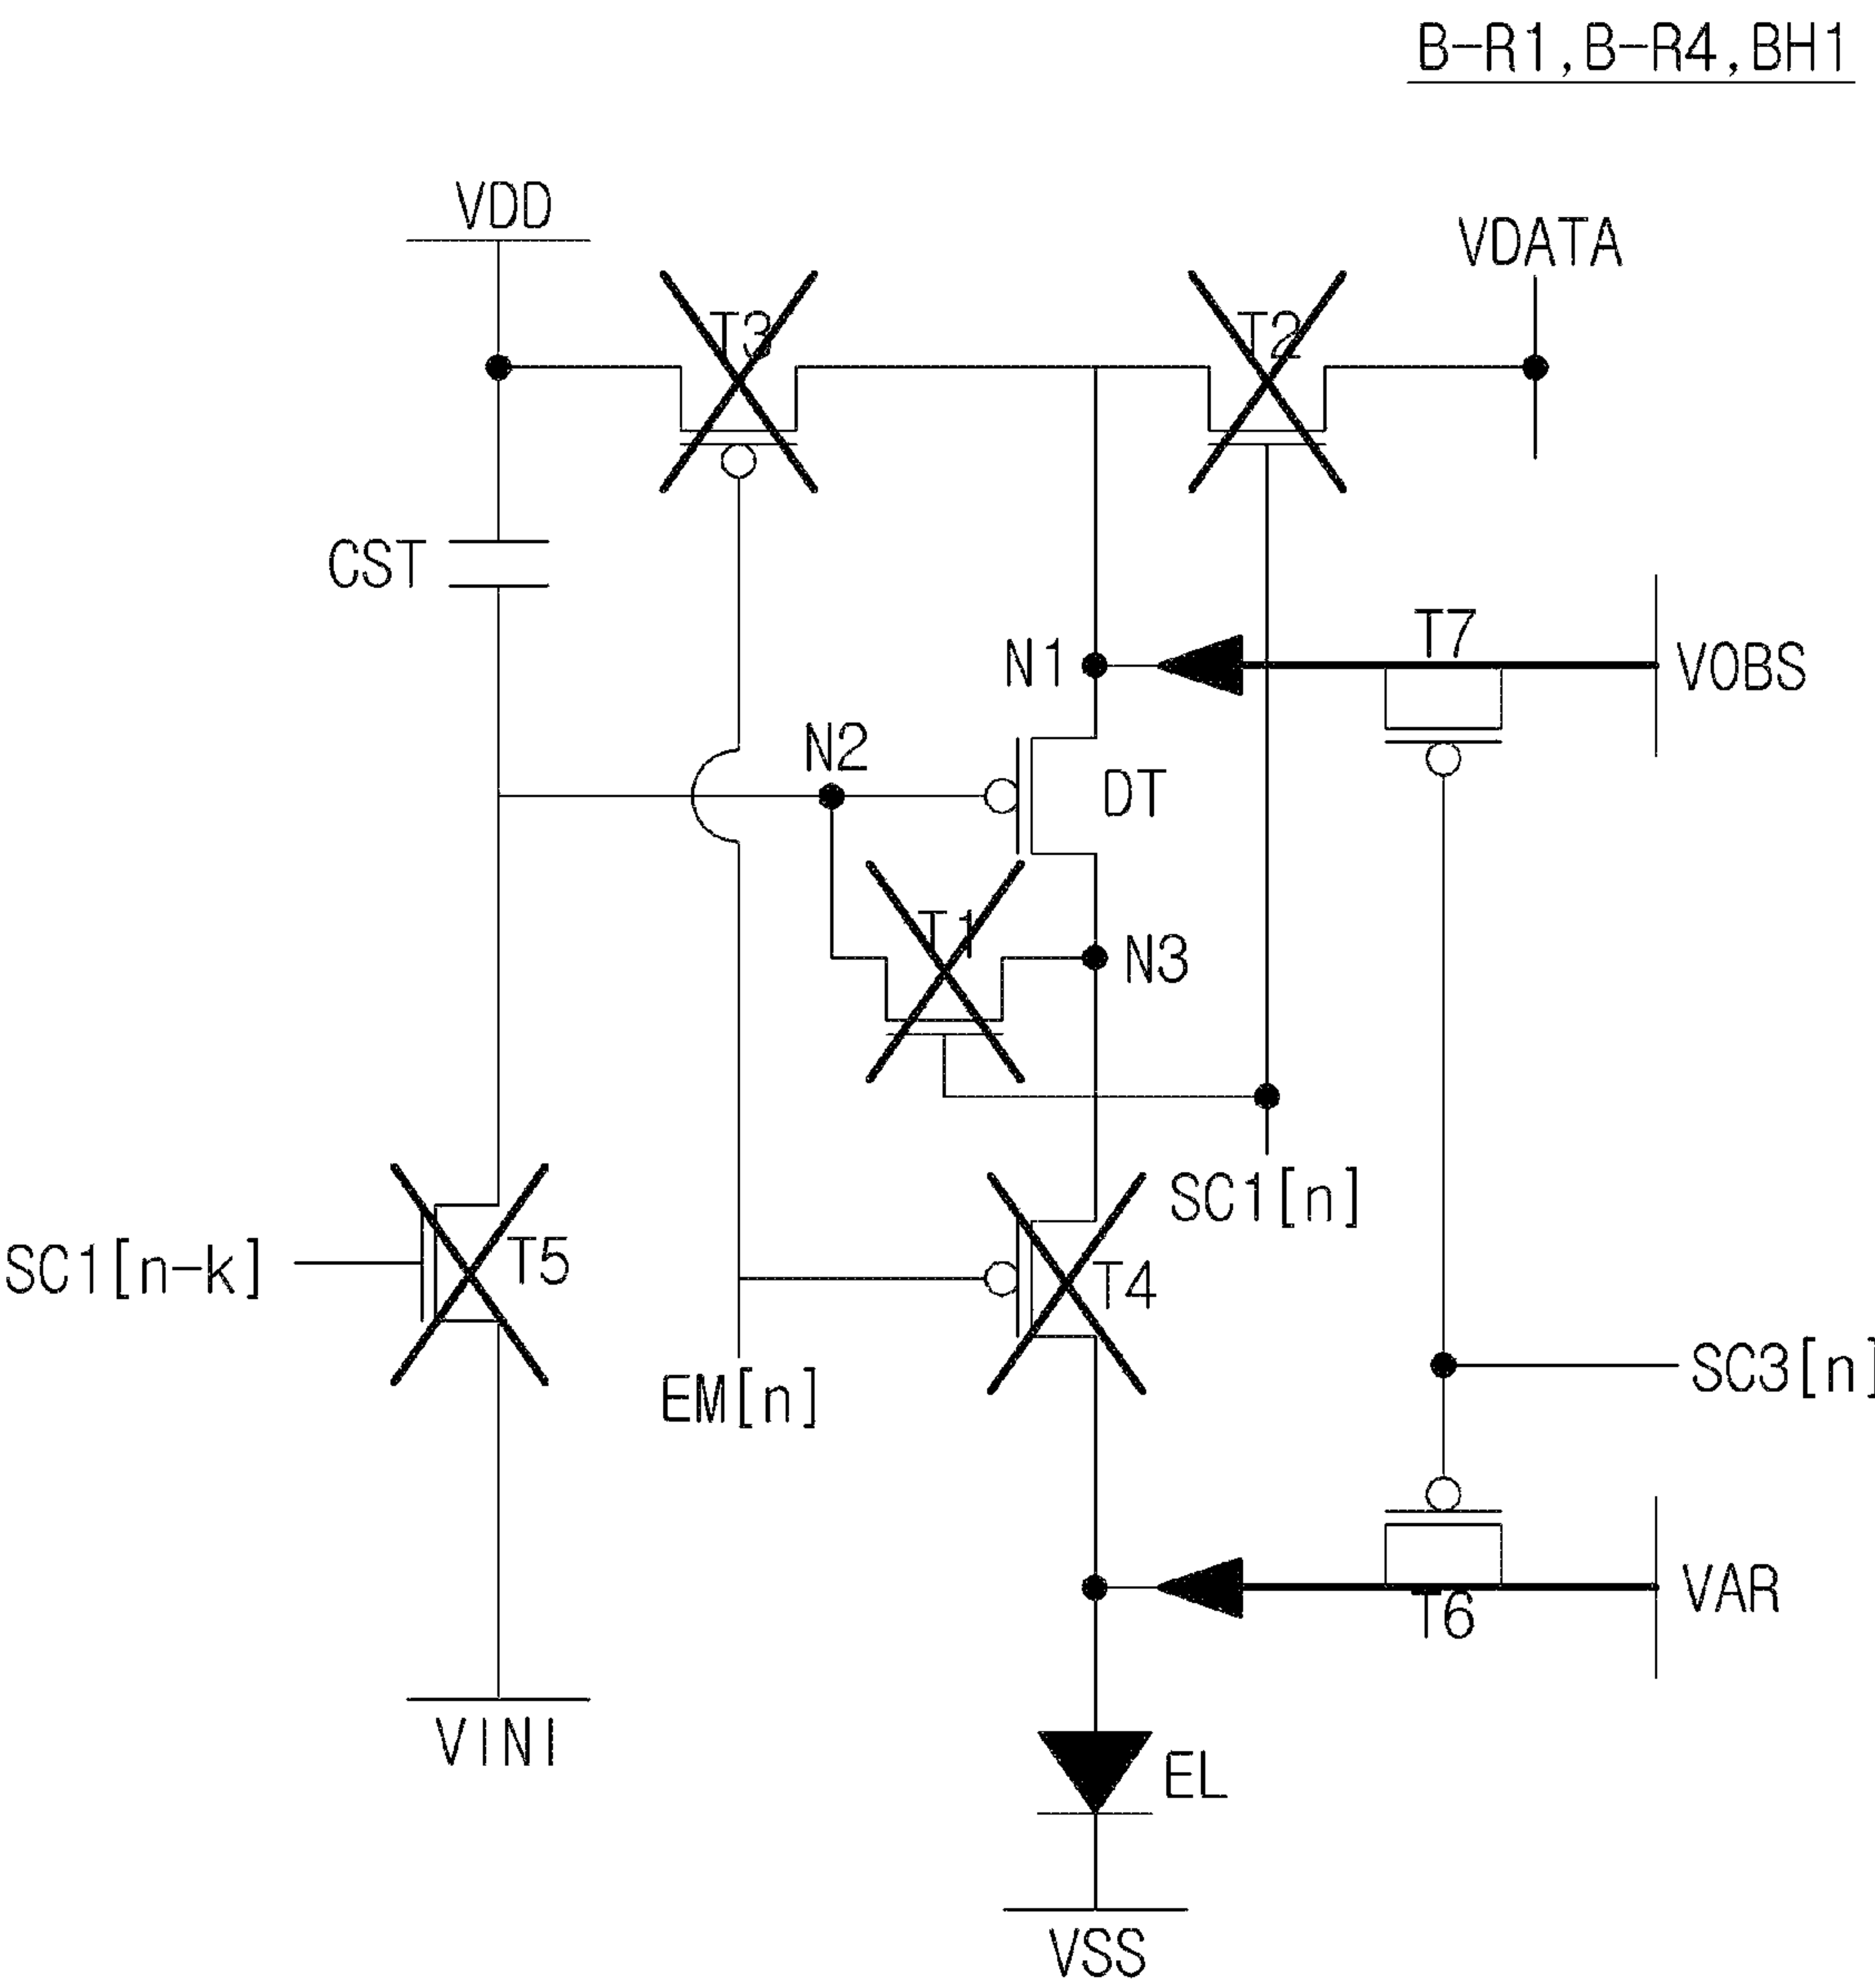 B-R1,B-R4,BH1
VDD
VDATA
T3
T2
CST
T7
N1
VOBS
N2
DT
T1
N3
SC1[n]
SC1[n-k]
T5
T4
SC3[n]
EM[n]
VAR
T6
VINI
EL
VSS